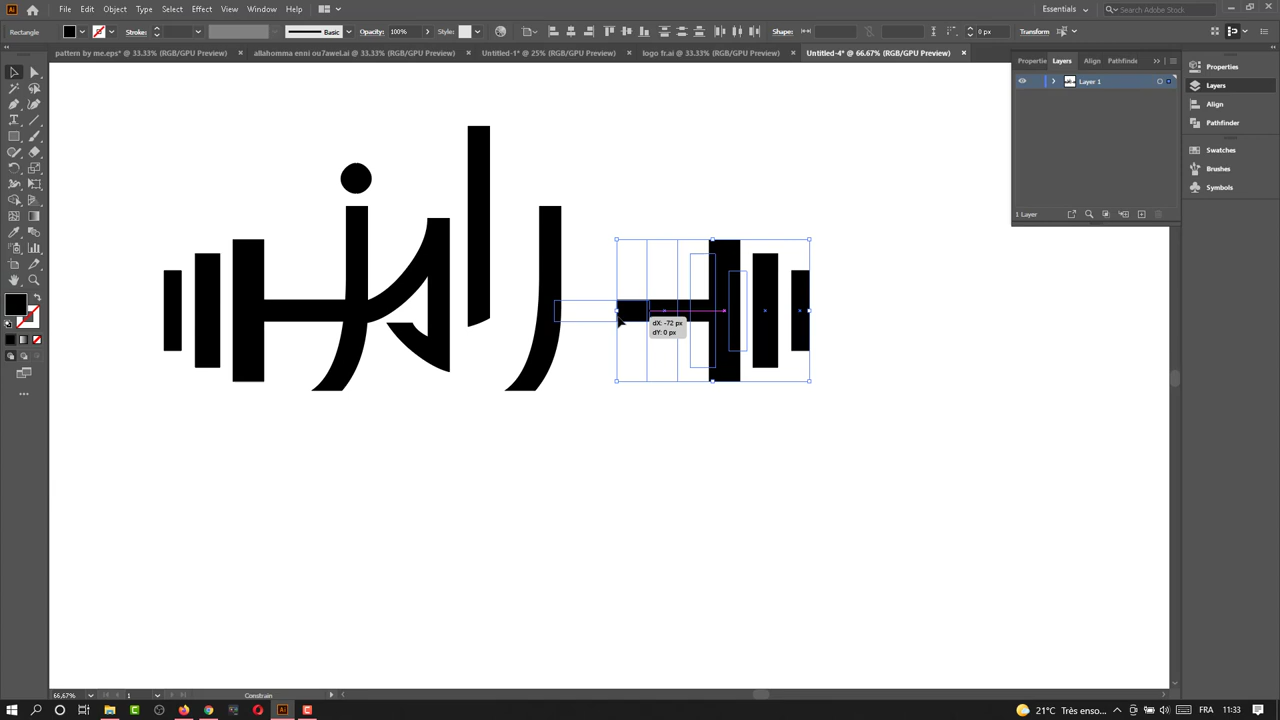 File Edit Object Type Select Effect View Window Help
Essentials
Search Adobe Stock
Rectangle
Stroke:
Basic
Opacity: 100%
Style:
Shape:
0 px
Transform
pattern by me.eps* @ 33.33% (RGB/GPU Preview)
allahomma enni ou7awel.ai @ 33.33% (RGB/GPU Preview)
Untitled-1* @ 25% (RGB/GPU Preview)
logo fr.ai @ 33.33% (RGB/GPU Preview)
Untitled-4* @ 66.67% (RGB/GPU Preview)
Propertie Layers Align Pathfinde
Layer 1
1 Layer
Properties
Layers
Align
Pathfinder
Swatches
Brushes
Symbols
dX: -72 px
dY: 0 px
66,67%
1
Constrain
21°C Très enso...
FRA
11:33